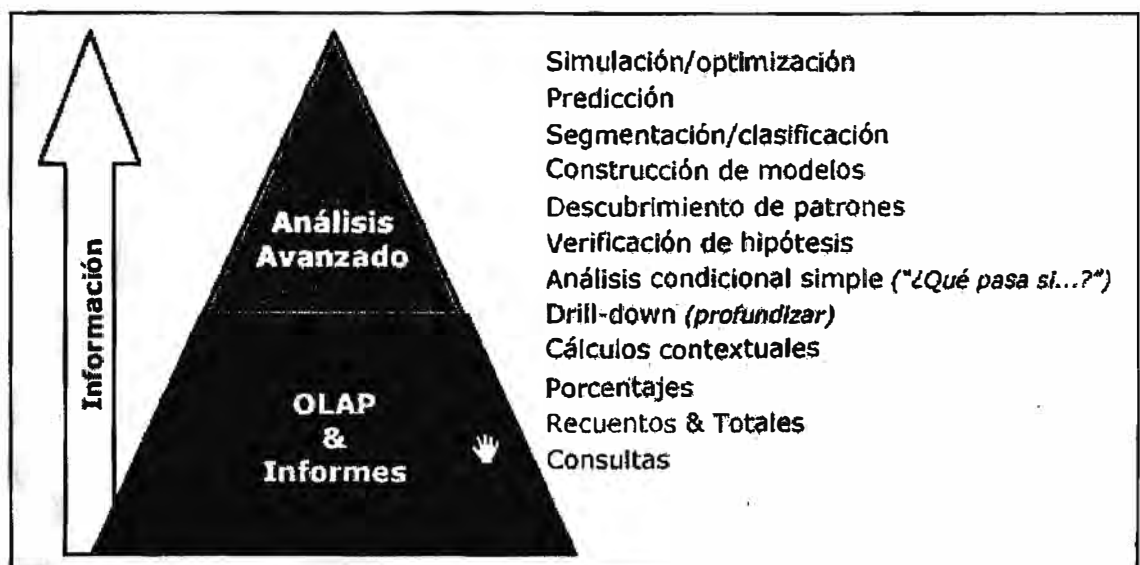 Información
Análisis
Avanzado
OLAP
&
Informes
Simulación/optimización
Predicción
Segmentación/clasificación
Construcción de modelos
Descubrimiento de patrones
Verificación de hipótesis
Análisis condicional simple ("¿Qué pasa si...?")
Drill-down (profundizar)
Cálculos contextuales
Porcentajes
Recuentos & Totales
Consultas